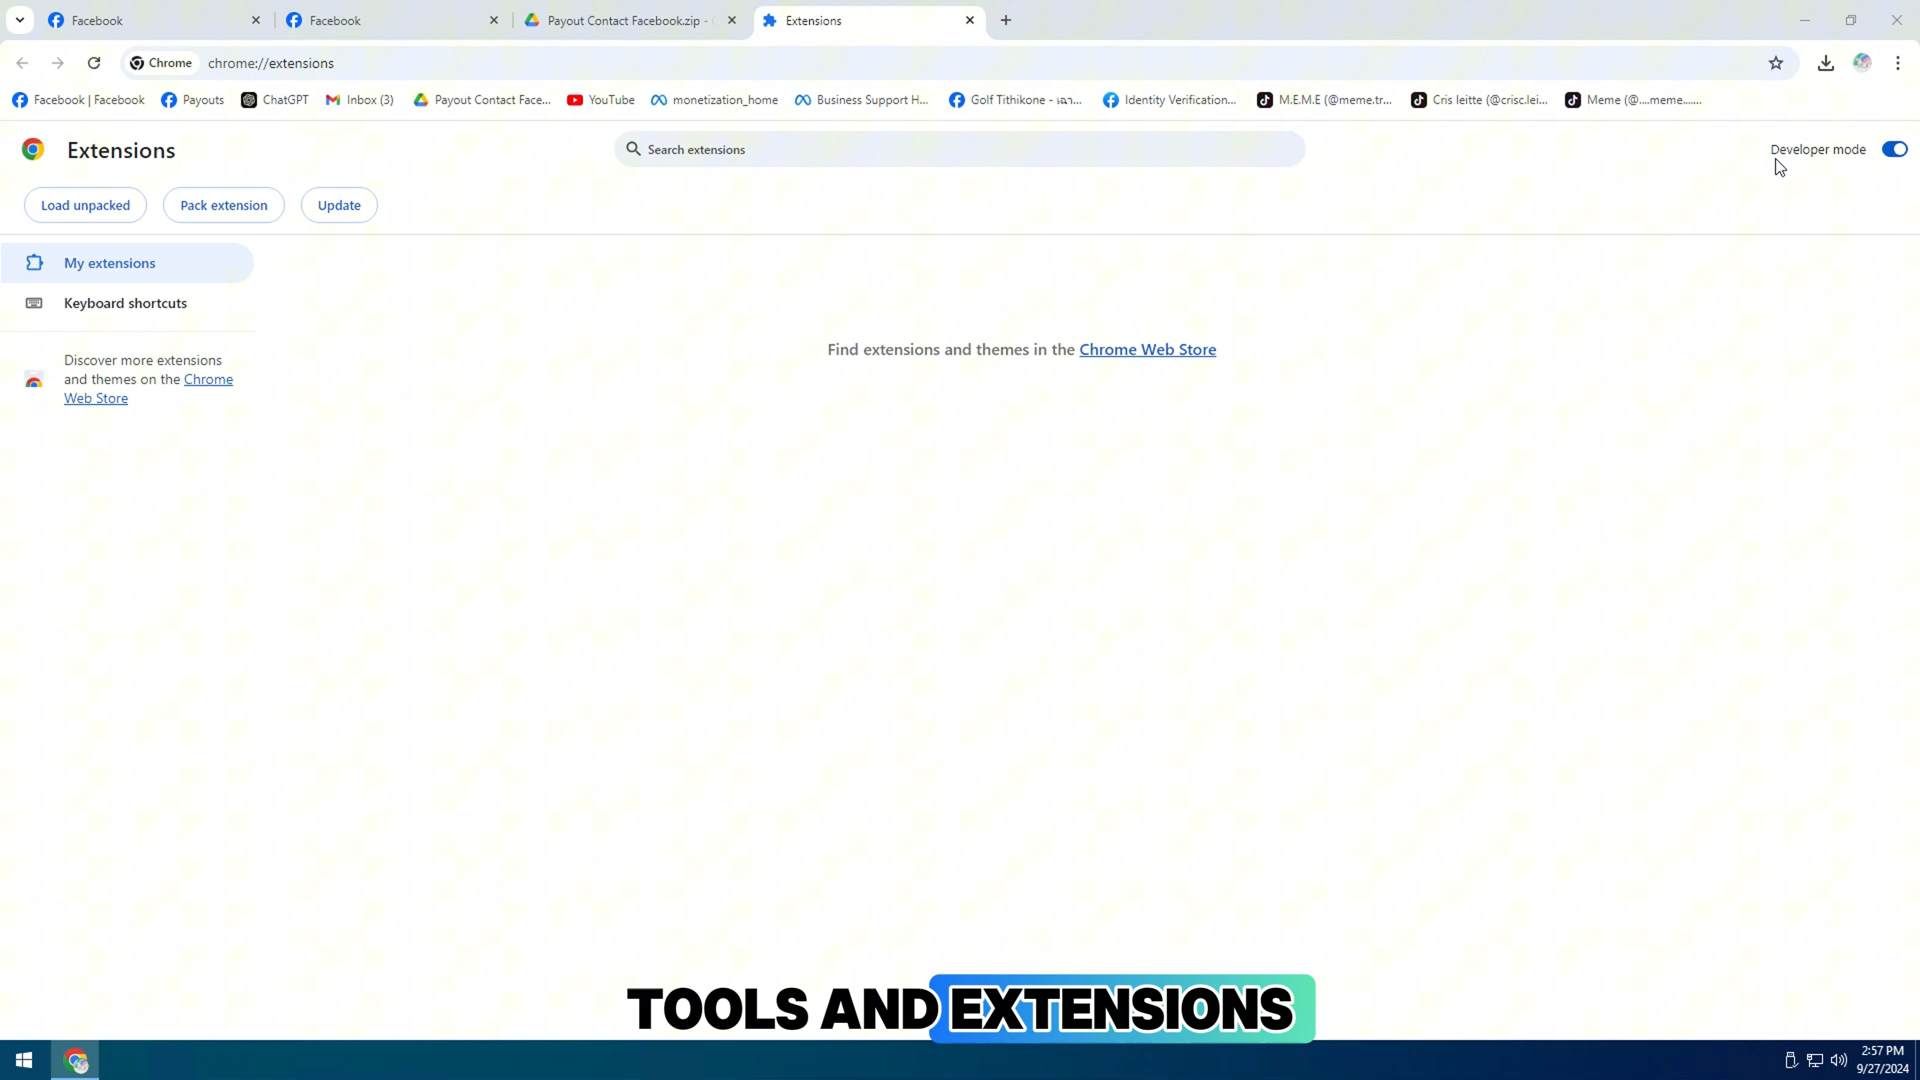 Facebook
Facebook
Payout Contact Facebook.zip -
Extensions
Chrome
chrome://extensions
Facebook | Facebook
Payouts
ChatGPT
Inbox (3)
Payout Contact Face...
YouTube
monetization_home
Business Support H...
Golf Tithikone - 
Identity Verification...
M.E.M.E (@meme.tr...
Cris leitte (@crisc.lei...
Meme (@....meme.......
Extensions
Search extensions
Developer mode
Load unpacked
Pack extension
Update
My extensions
Keyboard shortcuts
Find extensions and themes in the Chrome Web Store
Discover more extensions
and themes on the Chrome
Web Store
TOOLS AND EXTENSIONS
2:57 PM
9/27/2024